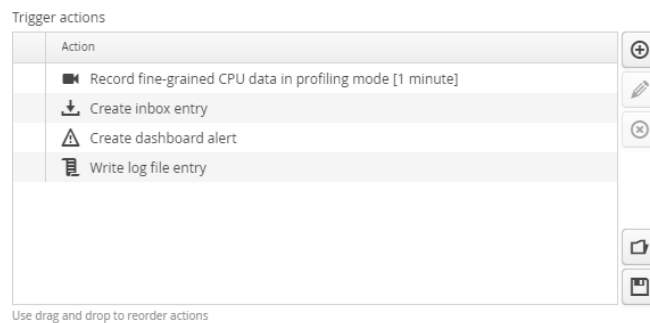 Trigger actions
Action
Record fine-grained CPU data in profiling mode [1 minute]
Create inbox entry
Create dashboard alert
Write log file entry
Use drag and drop to reorder actions